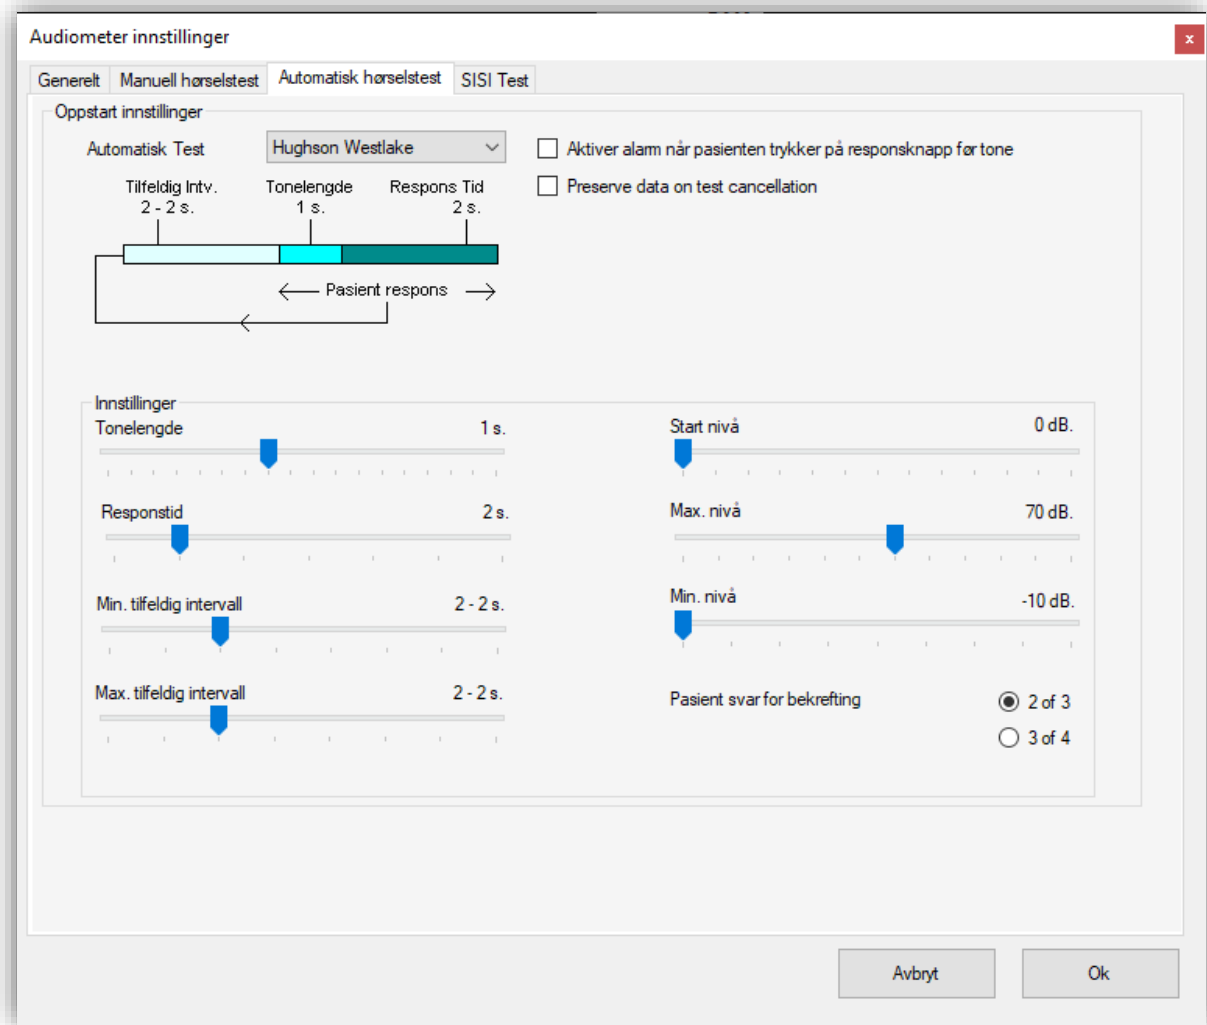 Audiometer innstillinger
x
Generelt Manuell hørselstest Automatisk hørselstest SISI Test
Oppstart innstillinger
Automatisk Test Hughson Westlake
Aktiver alarm når pasienten trykker på responsknapp før tone
Preserve data on test cancellation
Tilfeldig Intv. Tonelengde Respons Tid
2 - 2 s. 1 s. 2 s.
Pasient respons
Innstillinger
Tonelengde 1 s.
Responstid 2 s.
Min. tilfeldig intervall 2 - 2 s.
Max. tilfeldig intervall 2 - 2 s.
Start nivå 0 dB.
Max. nivå 70 dB.
Min. nivå -10 dB.
Pasient svar for bekrefting 2 of 3
3 of 4
Avbryt Ok